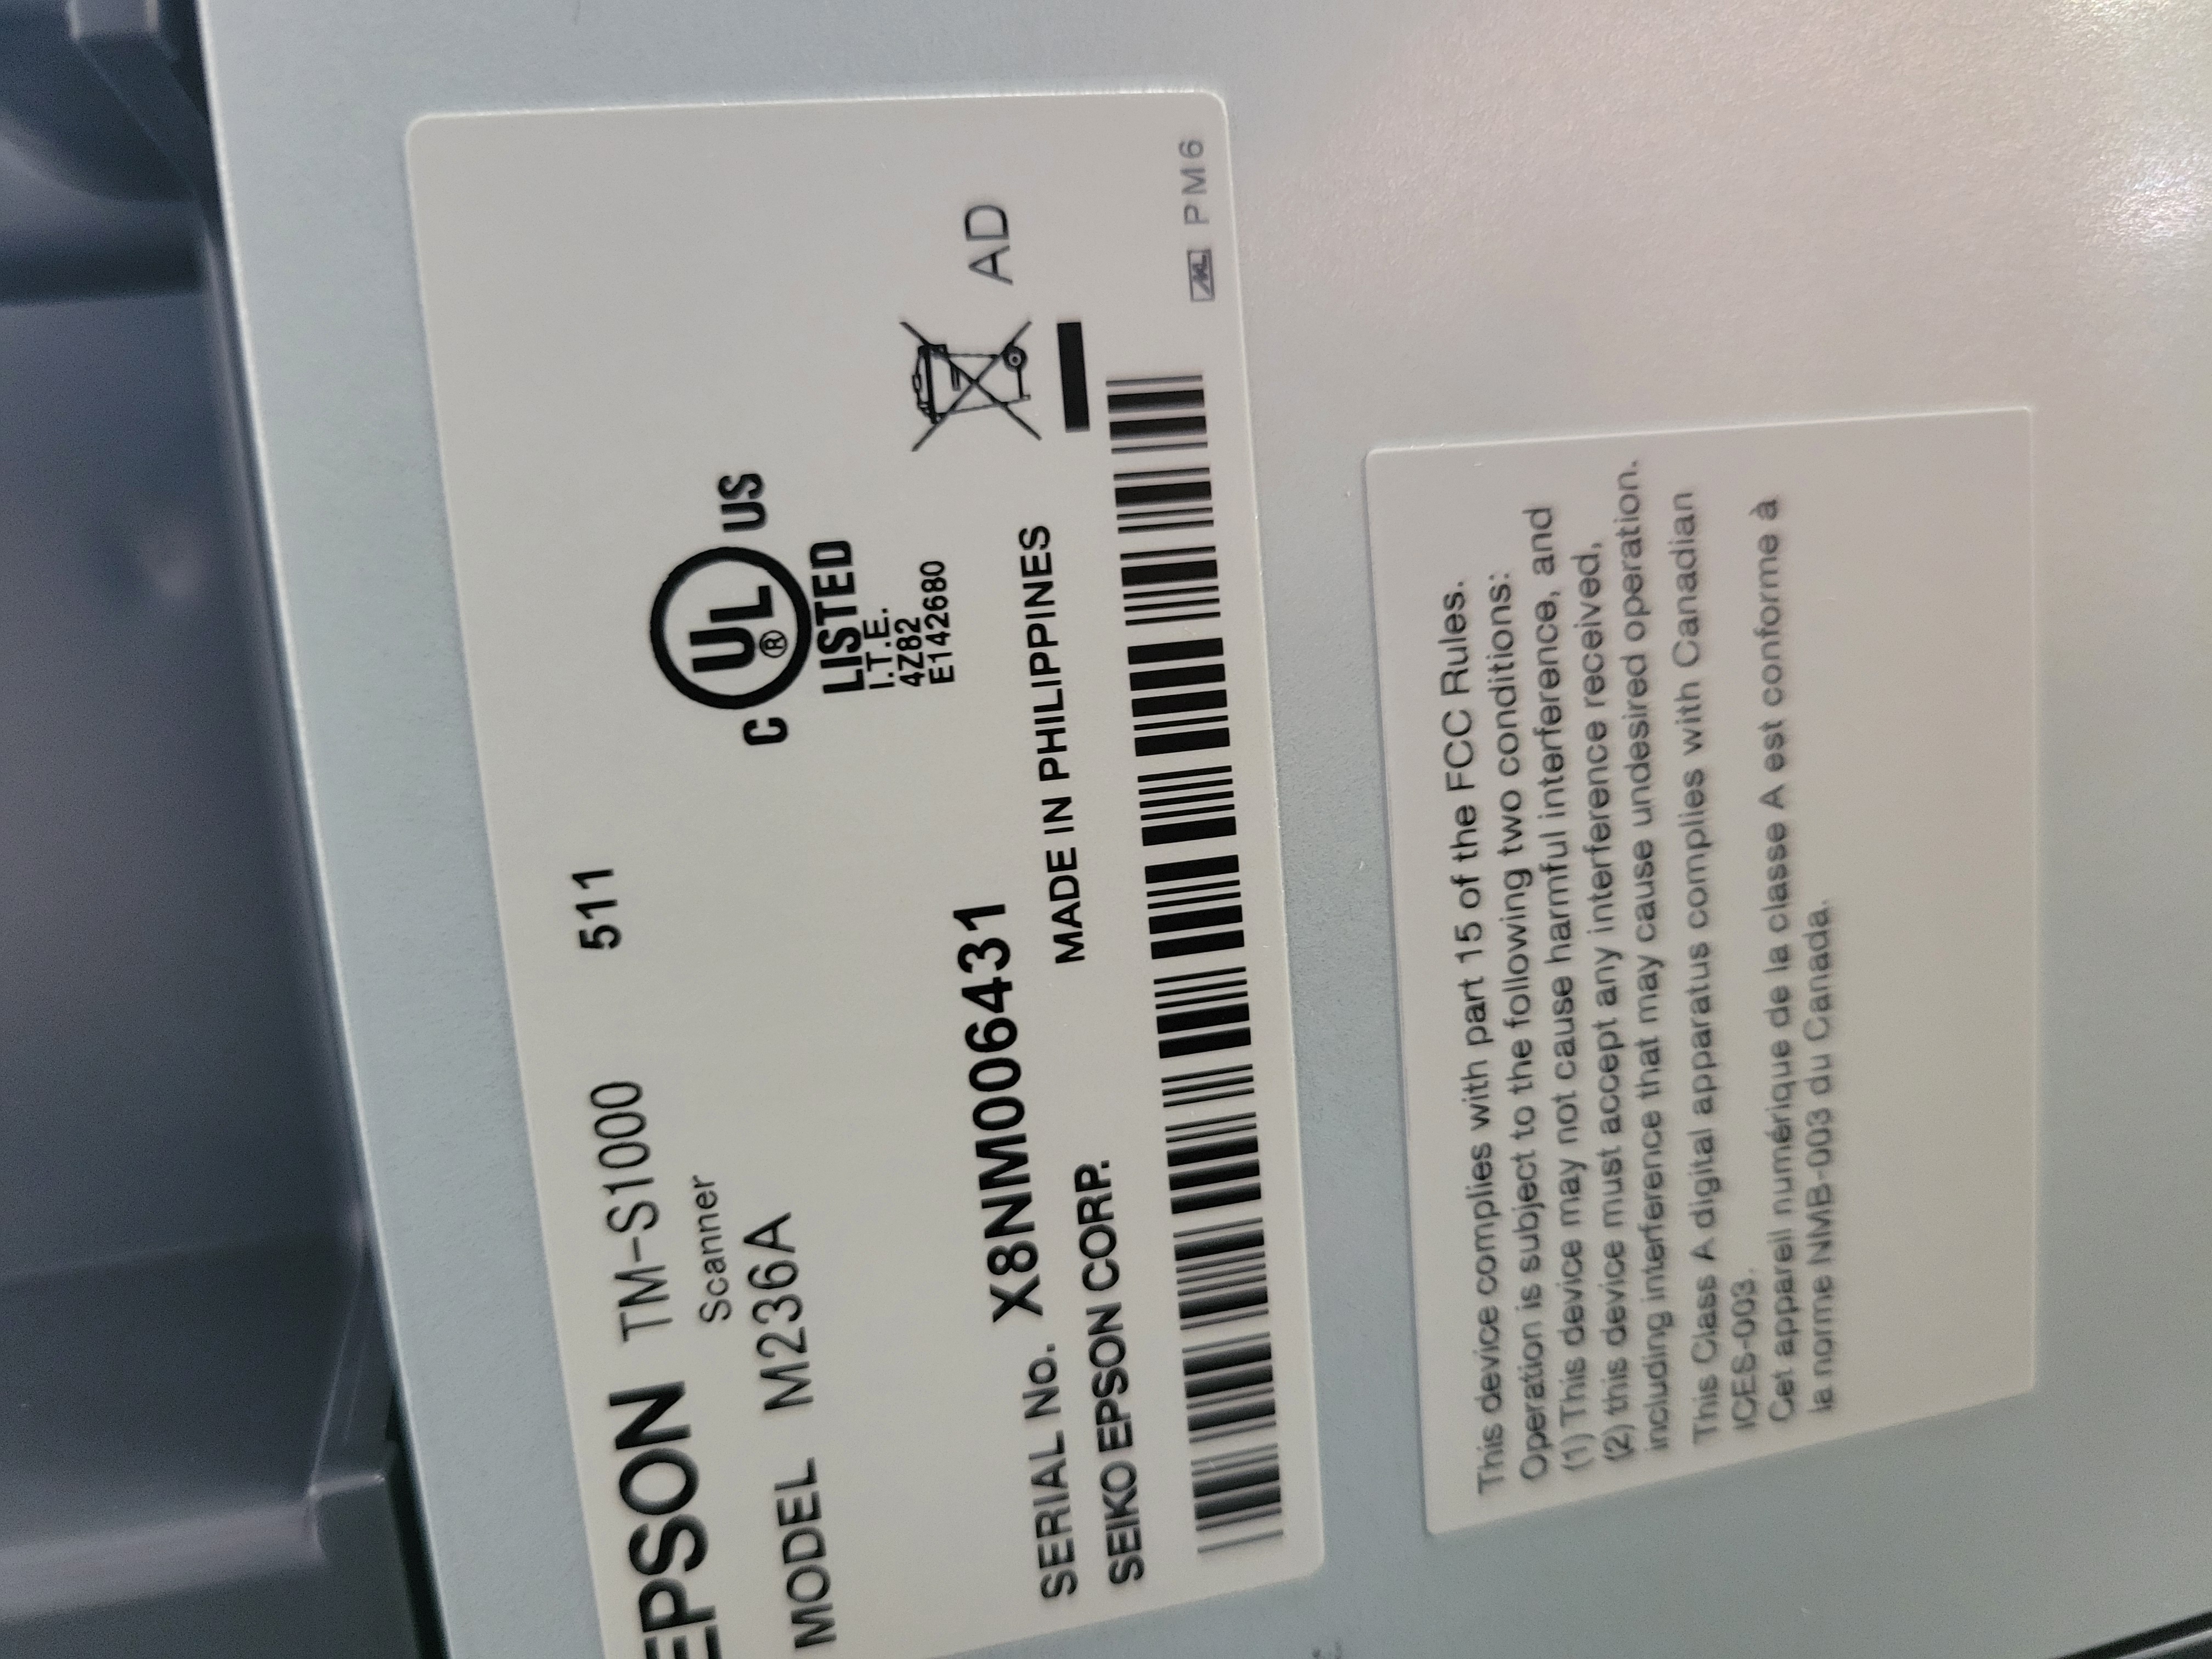 EPSON TM-S1000 511
Scanner
MODEL M236A
C UL® US
LISTED
I.T.E.
4Z82
E142680
SERIAL No. X8NM006431
SEIKO EPSON CORP. MADE IN PHILIPPINES
AD
PM6
This device complies with part 15 of the FCC Rules.
Operation is subject to the following two conditions:
(1) This device may not cause harmful interference, and
(2) this device must accept any interference received,
including interference that may cause undesired operation.
This Class A digital apparatus complies with Canadian
ICES-003.
Cet appareil numérique de la classe A est conforme à
la norme NMB-003 du Canada.